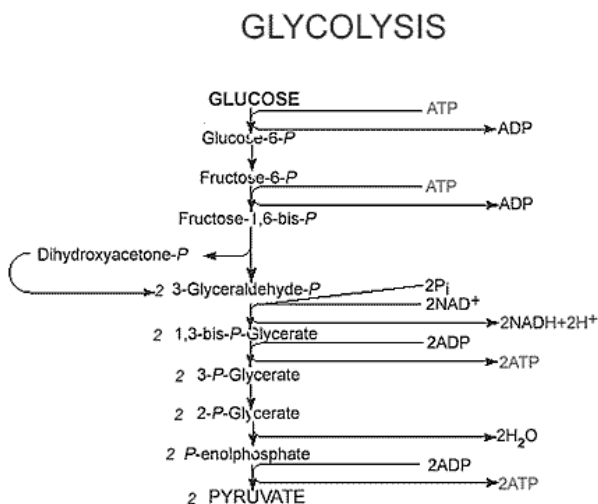 GLYCOLYSIS
GLUCOSE
ATP
ADP
Glucose-6-P
Fructose-6-P
ATP
ADP
Fructose-1,6-bis-P
Dihydroxyacetone-P
2 3-Glyceraldehyde-P
2Pi
2NAD+
2NADH+2H+
2 1,3-bis-P-Glycerate
2ADP
2ATP
2 3-P-Glycerate
2 2-P-Glycerate
2H2O
2 P-enolphosphate
2ADP
2ATP
2 PYRUVATE